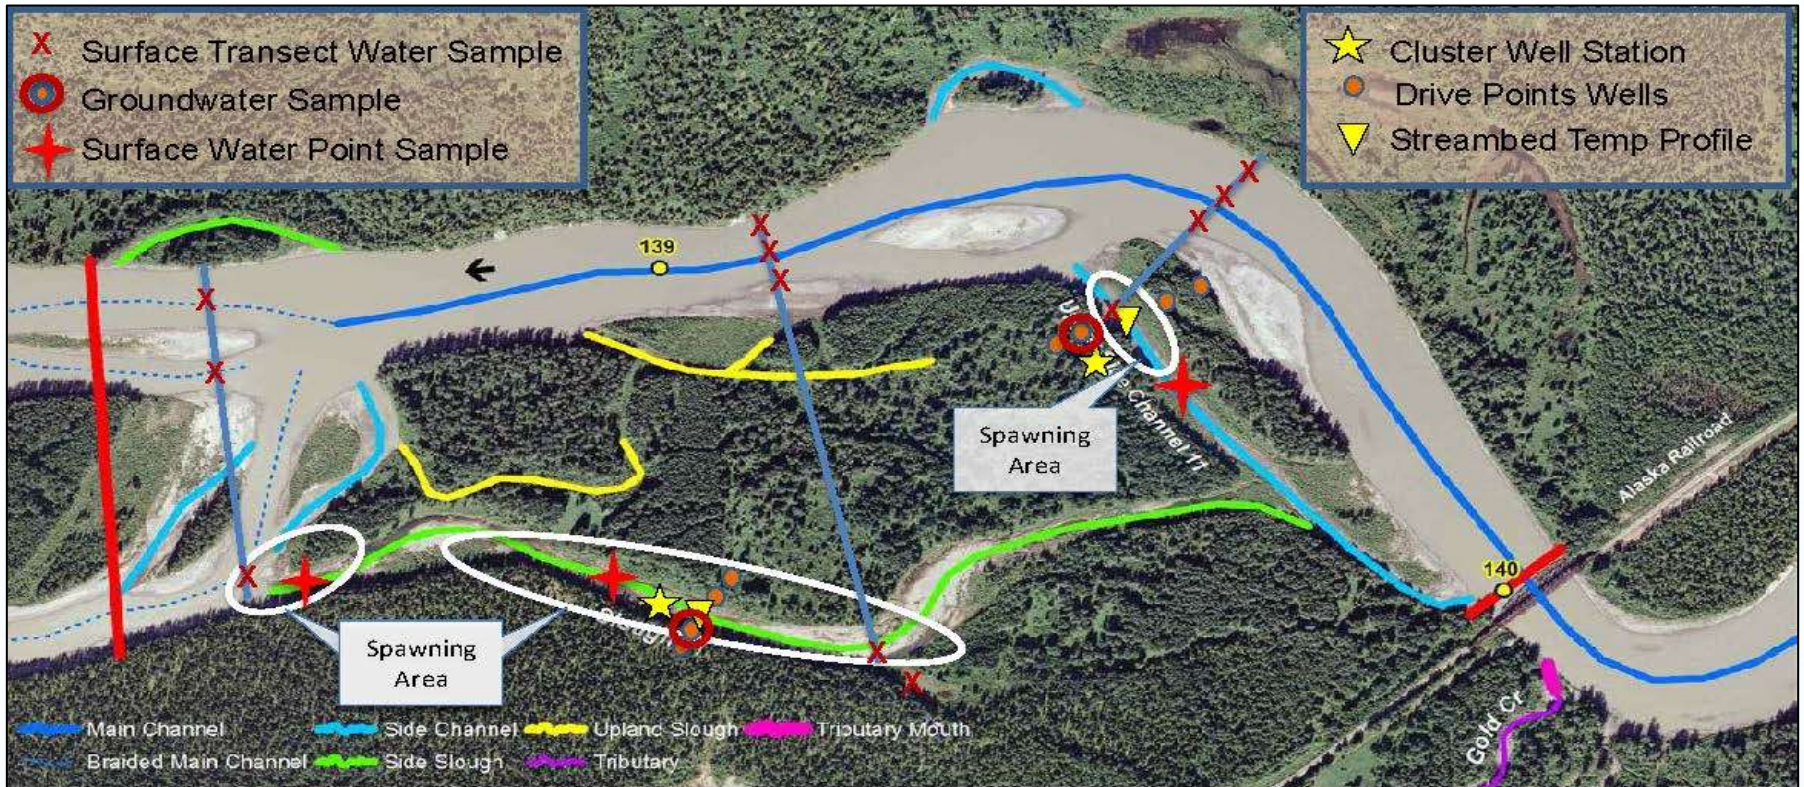 Surface Transect Water Sample
Groundwater Sample
Surface Water Point Sample
Cluster Well Station
Drive Points Wells
Streambed Temp Profile
139
Channel 11
Spawning
Area
Alaska Railroad
140
Spawning
Area
Gold Cr
Main Channel
Side Channel
Upland Slough
Tributary Mouth
Braided Main Channel
Side Slough
Tributary